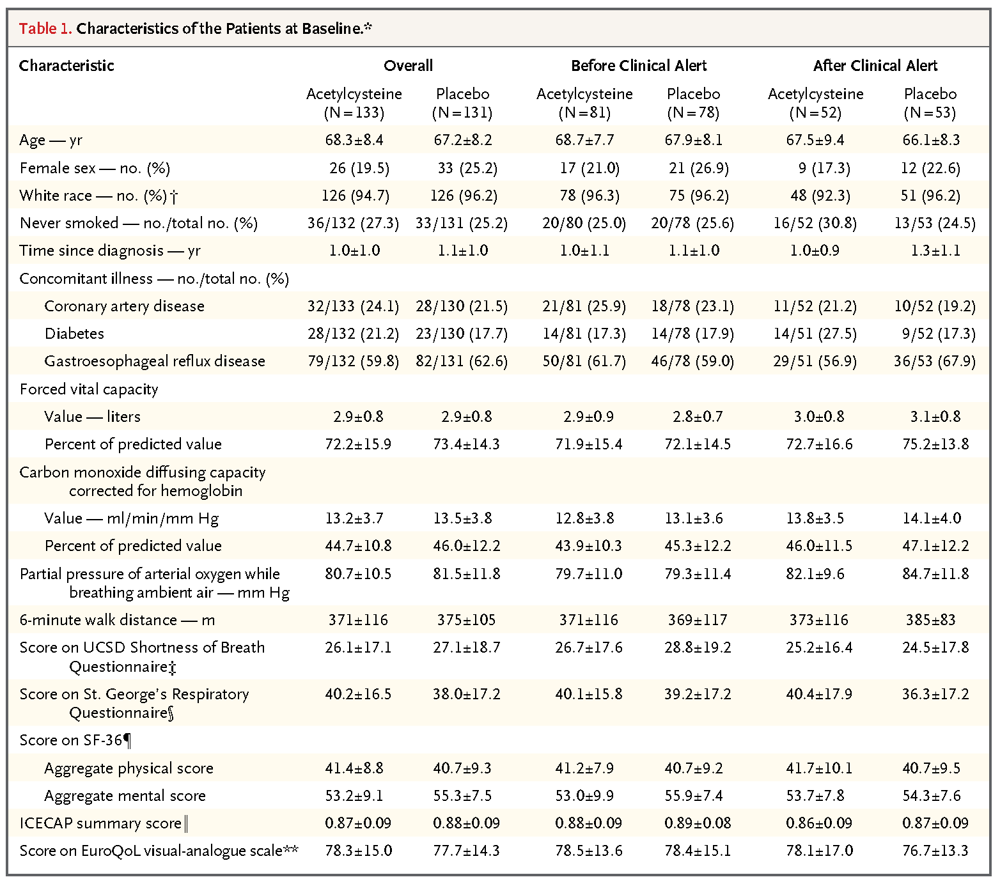 Table 1. Characteristics of the Patients at Baseline.*
Characteristic Overall Before Clinical Alert After Clinical Alert
Acetylcysteine (N=133) Placebo (N=131) Acetylcysteine (N=81) Placebo (N=78) Acetylcysteine (N=52) Placebo (N=53)
Age — yr 68.3±8.4 67.2±8.2 68.7±7.7 67.9±8.1 67.5±9.4 66.1±8.3
Female sex — no. (%) 26 (19.5) 33 (25.2) 17 (21.0) 21 (26.9) 9 (17.3) 12 (22.6)
White race — no. (%)† 126 (94.7) 126 (96.2) 78 (96.3) 75 (96.2) 48 (92.3) 51 (96.2)
Never smoked — no./total no. (%) 36/132 (27.3) 33/131 (25.2) 20/80 (25.0) 20/78 (25.6) 16/52 (30.8) 13/53 (24.5)
Time since diagnosis — yr 1.0±1.0 1.1±1.0 1.0±1.1 1.1±1.0 1.0±0.9 1.3±1.1
Concomitant illness — no./total no. (%)
Coronary artery disease 32/133 (24.1) 28/130 (21.5) 21/81 (25.9) 18/78 (23.1) 11/52 (21.2) 10/52 (19.2)
Diabetes 28/132 (21.2) 23/130 (17.7) 14/81 (17.3) 14/78 (17.9) 14/51 (27.5) 9/52 (17.3)
Gastroesophageal reflux disease 79/132 (59.8) 82/131 (62.6) 50/81 (61.7) 46/78 (59.0) 29/51 (56.9) 36/53 (67.9)
Forced vital capacity
Value — liters 2.9±0.8 2.9±0.8 2.9±0.9 2.8±0.7 3.0±0.8 3.1±0.8
Percent of predicted value 72.2±15.9 73.4±14.3 71.9±15.4 72.1±14.5 72.7±16.6 75.2±13.8
Carbon monoxide diffusing capacity
corrected for hemoglobin
Value — ml/min/mm Hg 13.2±3.7 13.5±3.8 12.8±3.8 13.1±3.6 13.8±3.5 14.1±4.0
Percent of predicted value 44.7±10.8 46.0±12.2 43.9±10.3 45.3±12.2 46.0±11.5 47.1±12.2
Partial pressure of arterial oxygen while 80.7±10.5 81.5±11.8 79.7±11.0 79.3±11.4 82.1±9.6 84.7±11.8
breathing ambient air — mm Hg
6-minute walk distance — m 371±116 375±105 371±116 369±117 373±116 385±83
Score on UCSD Shortness of Breath 26.1±17.1 27.1±18.7 26.7±17.6 28.8±19.2 25.2±16.4 24.5±17.8
Questionnaire‡
Score on St. George's Respiratory 40.2±16.5 38.0±17.2 40.1±15.8 39.2±17.2 40.4±17.9 36.3±17.2
Questionnaire§
Score on SF-36¶
Aggregate physical score 41.4±8.8 40.7±9.3 41.2±7.9 40.7±9.2 41.7±10.1 40.7±9.5
Aggregate mental score 53.2±9.1 55.3±7.5 53.0±9.9 55.9±7.4 53.7±7.8 54.3±7.6
ICECAP summary score‖ 0.87±0.09 0.88±0.09 0.88±0.09 0.89±0.08 0.86±0.09 0.87±0.09
Score on EuroQoL visual-analogue scale** 78.3±15.0 77.7±14.3 78.5±13.6 78.4±15.1 78.1±17.0 76.7±13.3